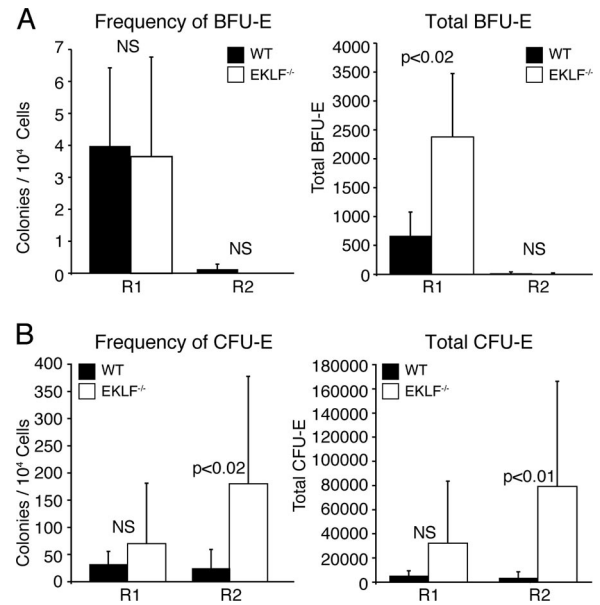 A
Frequency of BFU-E
Colonies / 10⁴ Cells
7
6
5
4
3
2
1
0
NS
WT
EKLF⁻/⁻
NS
R1
R2
Total BFU-E
Total BFU-E
4000
3500
3000
2500
2000
1500
1000
500
0
p<0.02
WT
EKLF⁻/⁻
NS
R1
R2
B
Frequency of CFU-E
Colonies / 10⁴ Cells
400
350
300
250
200
150
100
50
0
WT
EKLF⁻/⁻
NS
p<0.02
R1
R2
Total CFU-E
Total CFU-E
180000
160000
140000
120000
100000
80000
60000
40000
20000
0
WT
EKLF⁻/⁻
NS
p<0.01
R1
R2